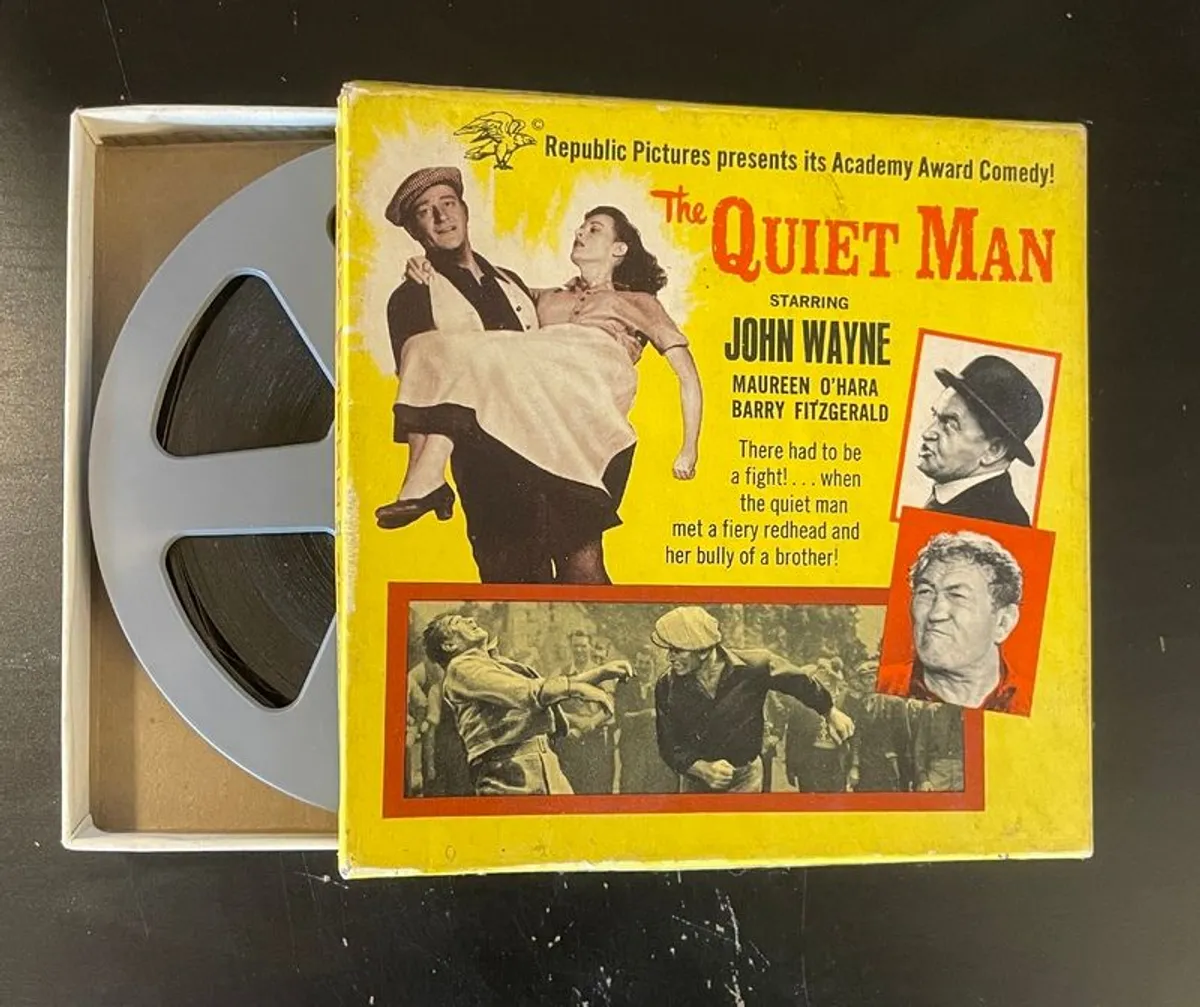 © Republic Pictures presents its Academy Award Comedy!
The QUIET MAN
STARRING
JOHN WAYNE
MAUREEN O'HARA
BARRY FITZGERALD
There had to be
a fight! . . . when
the quiet man
met a fiery redhead and
her bully of a brother!